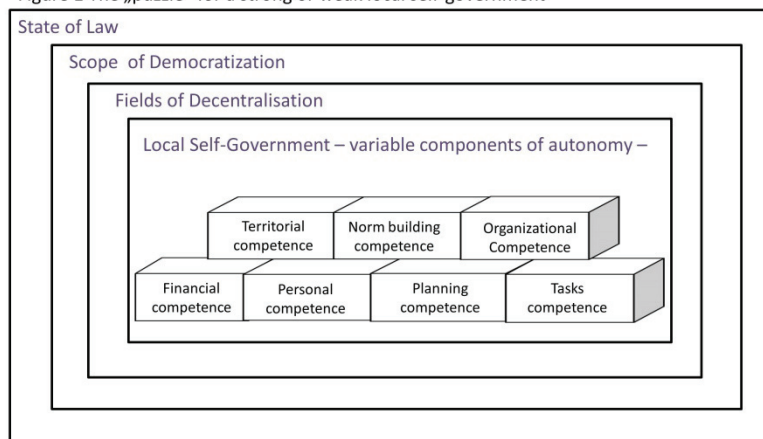 State of Law
Scope of Democratization
Fields of Decentralisation
Local Self-Government – variable components of autonomy –
Territorial
competence
Norm building
competence
Organizational
Competence
Financial
competence
Personal
competence
Planning
competence
Tasks
competence